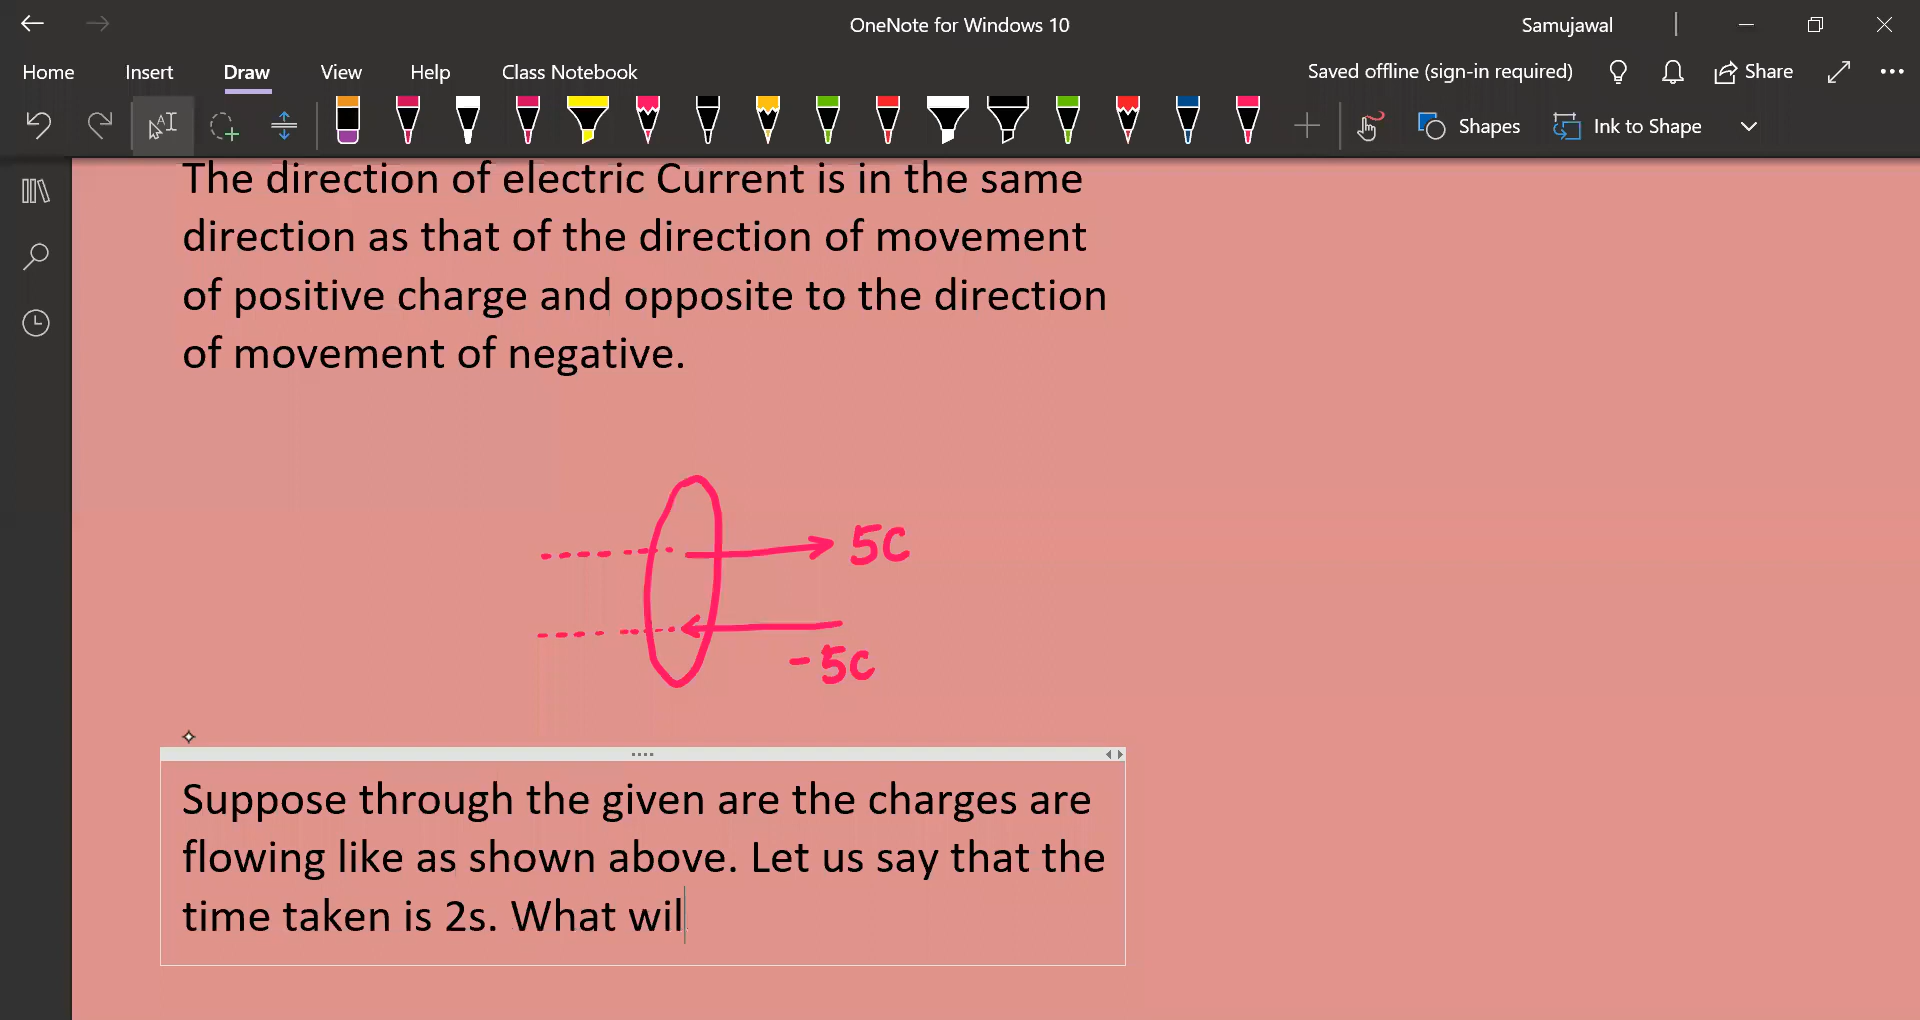 OneNote for Windows 10
Samujawal
Home Insert Draw View Help Class Notebook
Saved offline (sign-in required) Share
Shapes Ink to Shape
The direction of electric Current is in the same
direction as that of the direction of movement
of positive charge and opposite to the direction
of movement of negative.
5C
-5C
Suppose through the given are the charges are
flowing like as shown above. Let us say that the
time taken is 2s. What wil